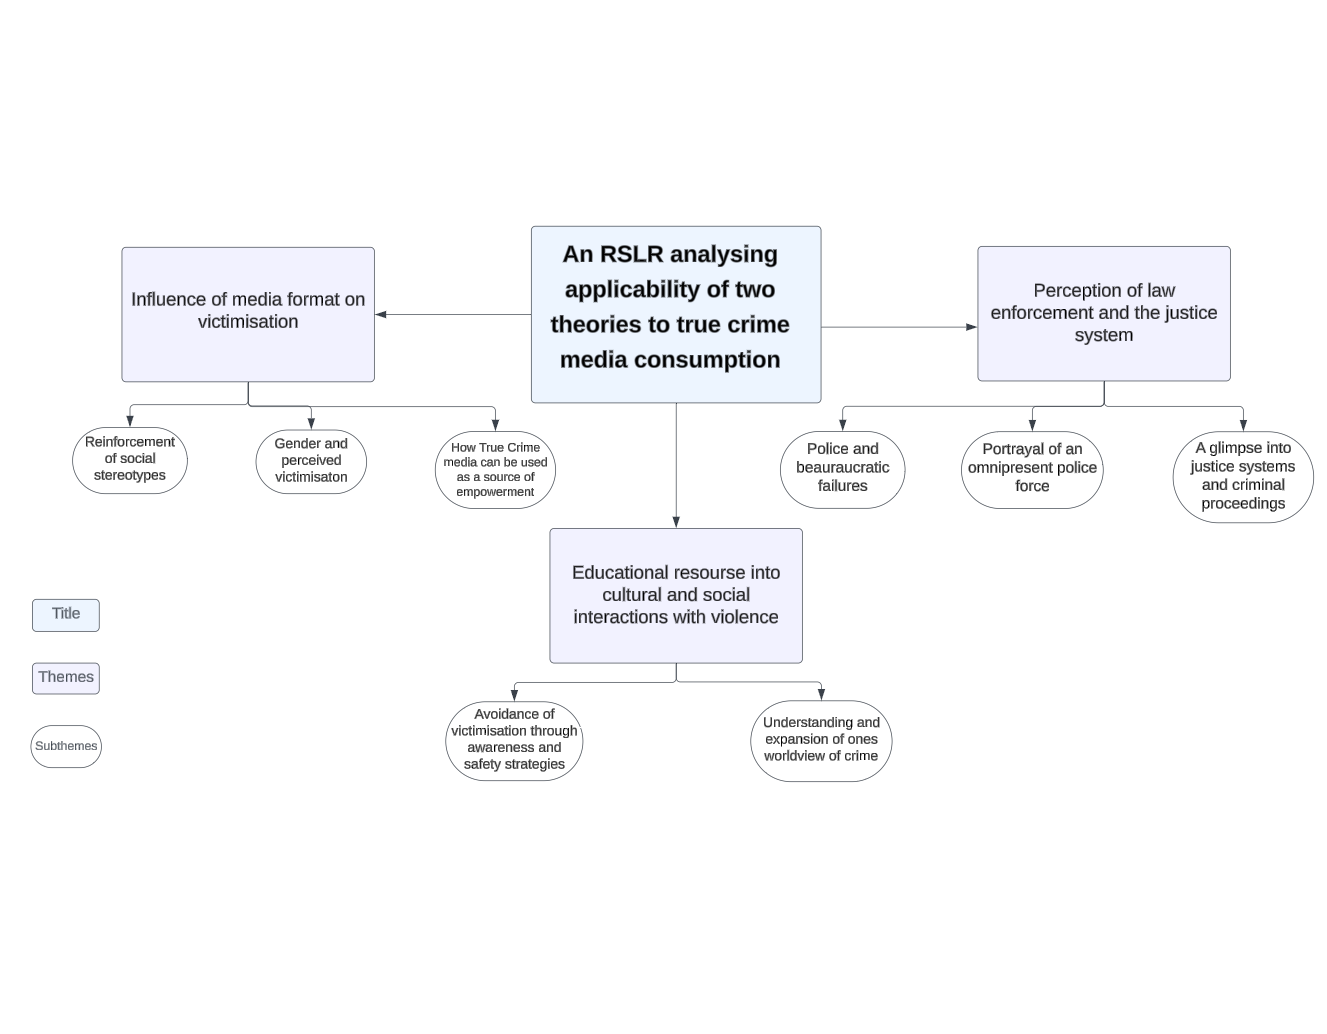 An RSLR analysing
applicability of two
theories to true crime
media consumption
Influence of media format on
victimisation
Perception of law
enforcement and the justice
system
Reinforcement
of social
stereotypes
Gender and
perceived
victimisaton
How True Crime
media can be used
as a source of
empowerment
Police and
beauraucratic
failures
Portrayal of an
omnipresent police
force
A glimpse into
justice systems
and criminal
proceedings
Educational resourse into
cultural and social
interactions with violence
Avoidance of
victimisation through
awareness and
safety strategies
Understanding and
expansion of ones
worldview of crime
Title
Themes
Subthemes